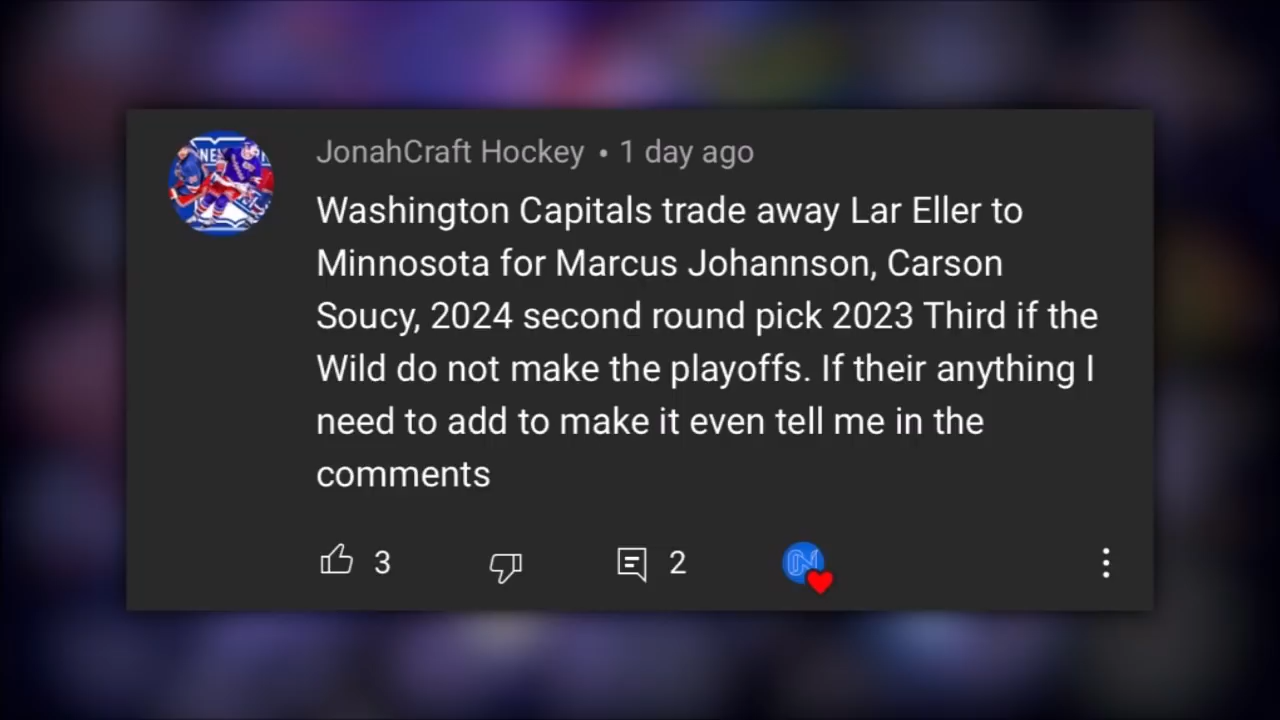 JonahCraft Hockey • 1 day ago
Washington Capitals trade away Lar Eller to
Minnosota for Marcus Johannson, Carson
Soucy, 2024 second round pick 2023 Third if the
Wild do not make the playoffs. If their anything I
need to add to make it even tell me in the
comments
3 2